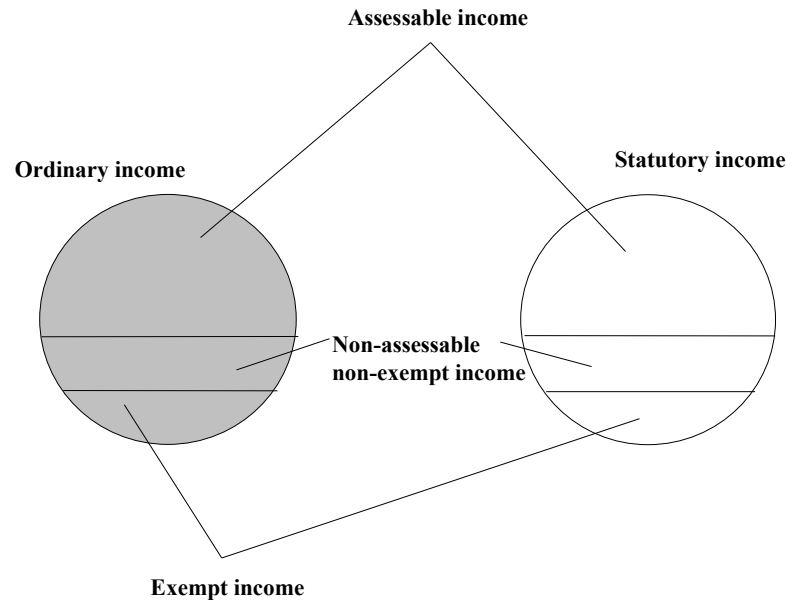 Assessable income
Ordinary income
Statutory income
Non-assessable
non-exempt income
Exempt income